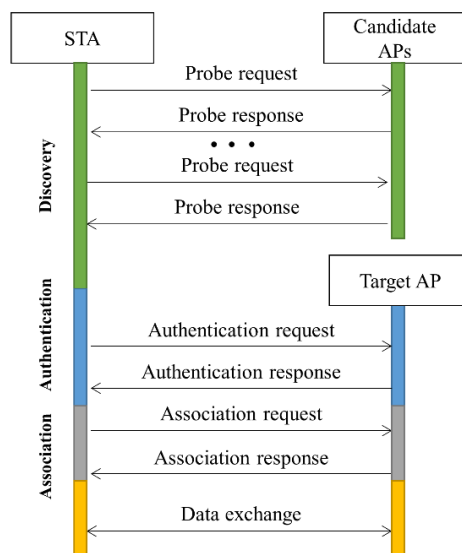 STA
Candidate
APs
Probe request
Probe response
• • •
Probe request
Probe response
Discovery
Target AP
Authentication request
Authentication response
Authentication
Association request
Association response
Association
Data exchange